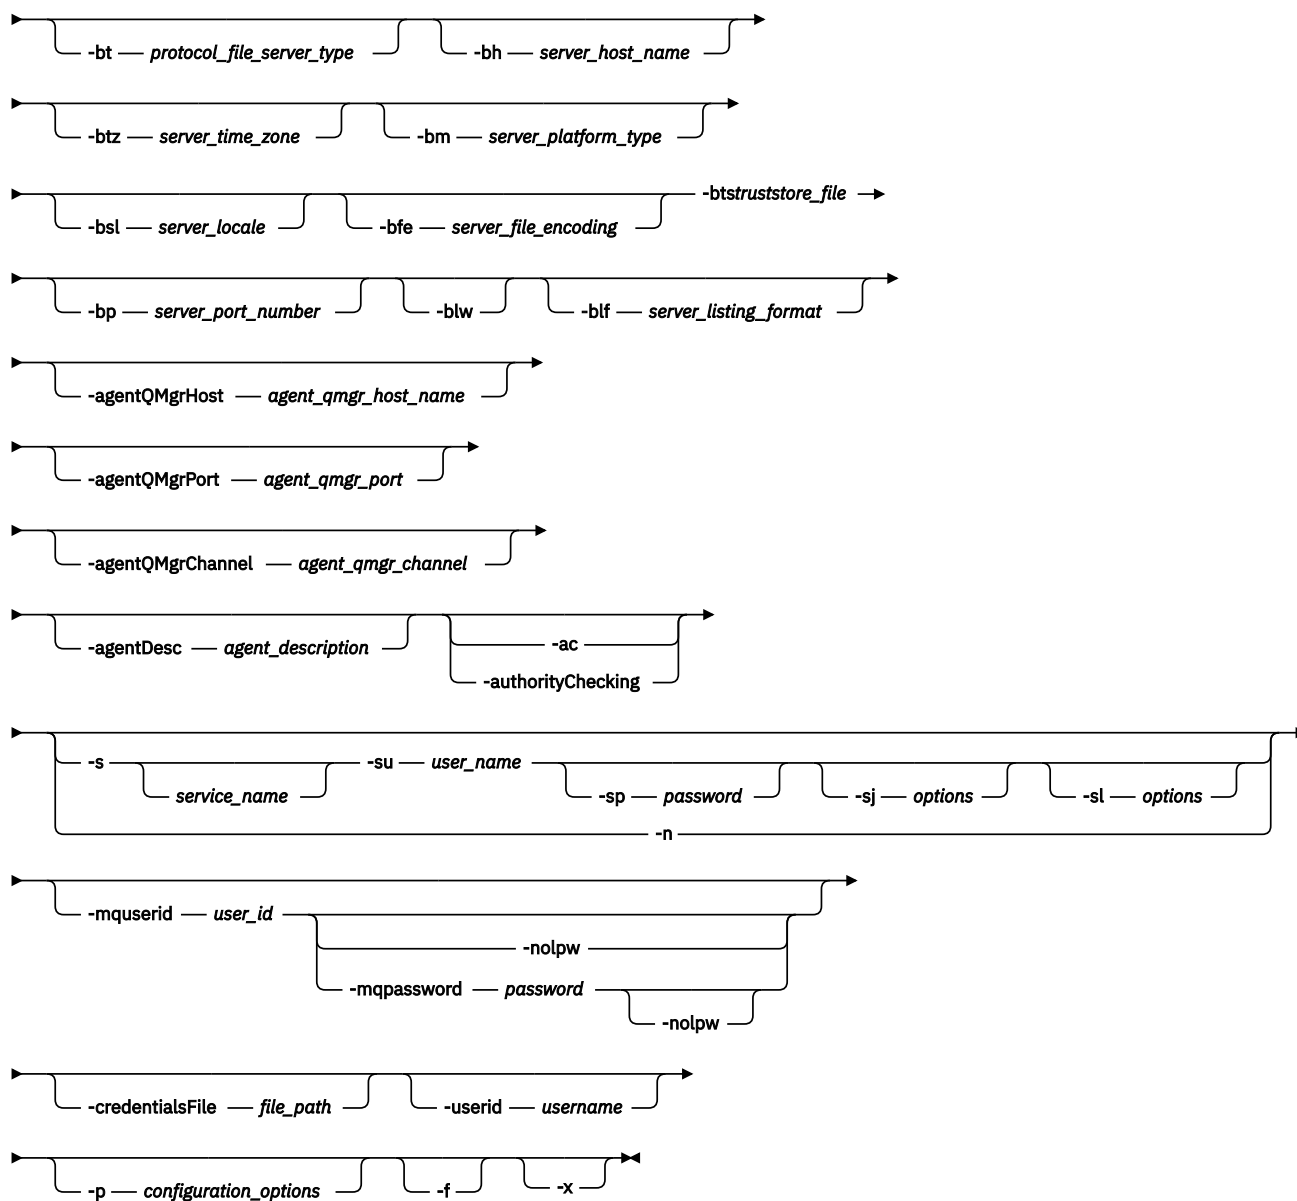 -bt protocol_file_server_type -bh server_host_name
-btz server_time_zone -bm server_platform_type
-btstruststore_file
-bsl server_locale -bfe server_file_encoding
-bp server_port_number -blw -blf server_listing_format
-agentQMgrHost agent_qmgr_host_name
-agentQMgrPort agent_qmgr_port
-agentQMgrChannel agent_qmgr_channel
-agentDesc agent_description -ac
-authorityChecking
-s -su user_name
service_name -sp password -sj options -sl options
-n
-mquserid user_id
-nolpw
-mqpassword password
-nolpw
-credentialsFile file_path -userid username
-p configuration_options -f -x